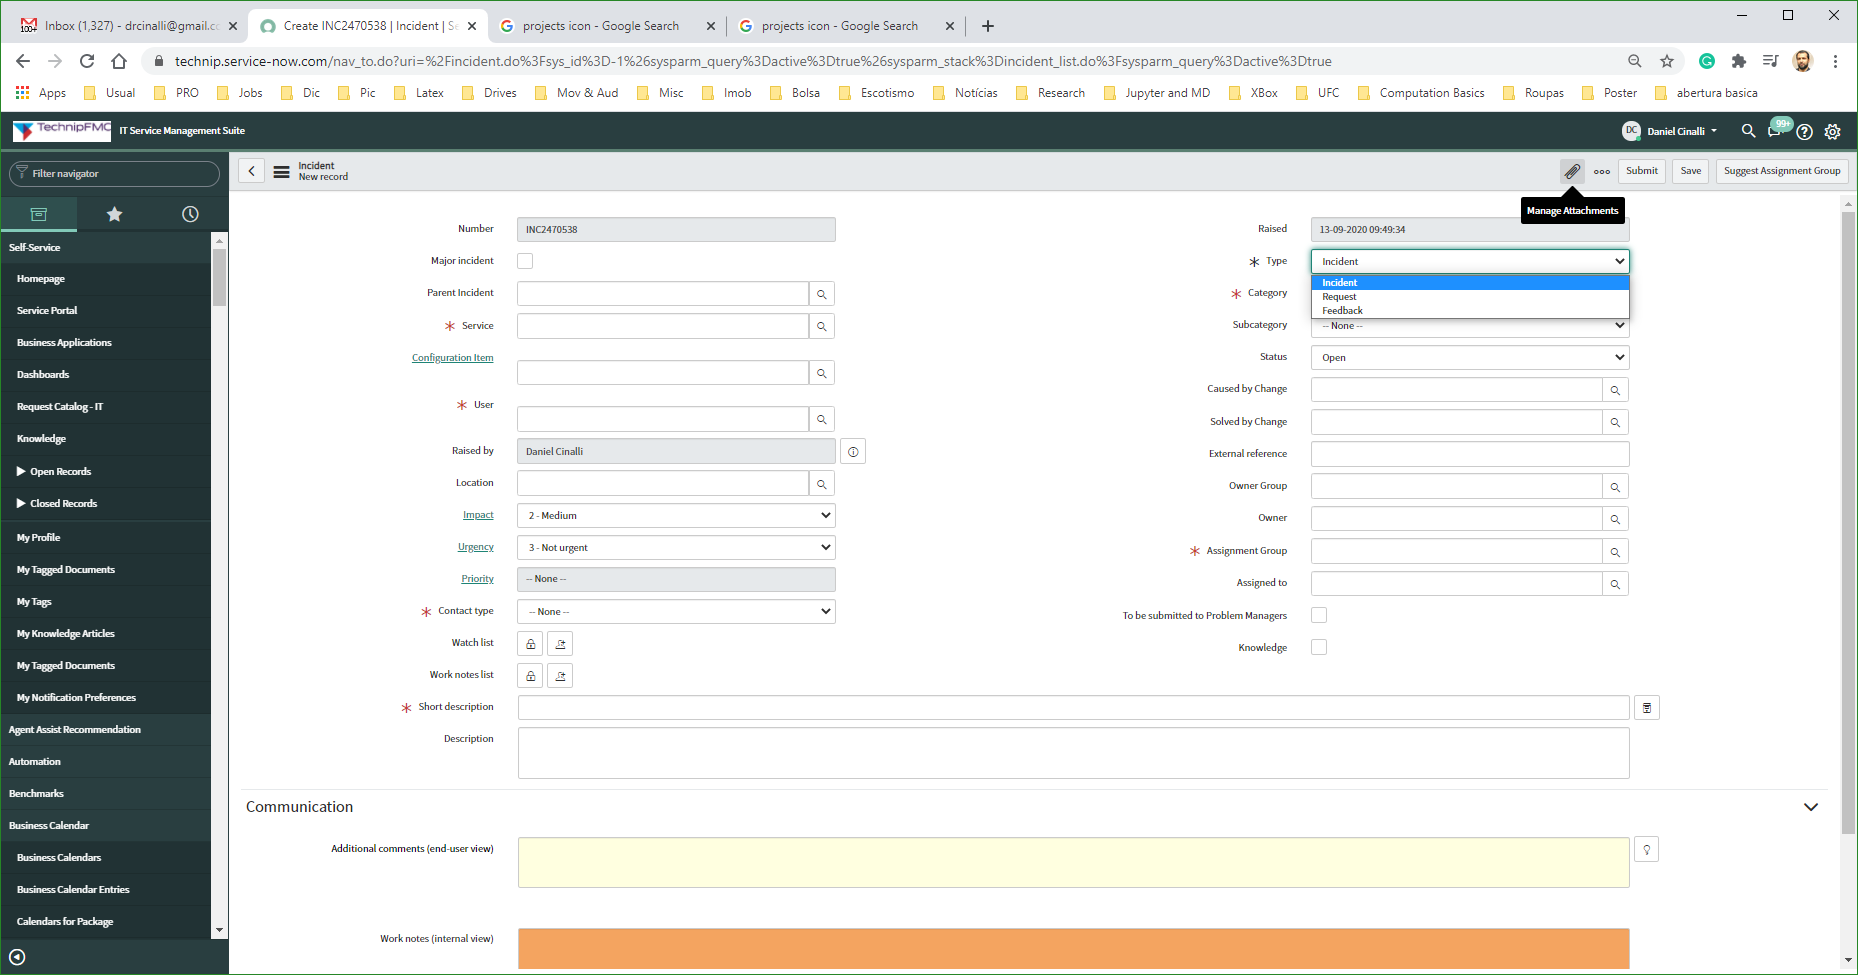 Inbox (1,327) - drcinalli@gmail.co
Create INC2470538 | Incident | Se
projects icon - Google Search
projects icon - Google Search
technip.service-now.com/nav_to.do?uri=%2Fincident.do%3Fsys_id%3D-1%26sysparm_query%3Dactive%3Dtrue%26sysparm_stack%3Dincident_list.do%3Fsysparm_query%3Dactive%3Dtrue
Apps Usual PRO Jobs Dic Pic Latex Drives Mov & Aud Misc Imob Bolsa Escotismo Notícias Research Jupyter and MD XBox UFC Computation Basics Roupas Poster abertura basica
TechnipFMC IT Service Management Suite
DC Daniel Cinalli 99+
Filter navigator
Self-Service
Homepage
Service Portal
Business Applications
Dashboards
Request Catalog - IT
Knowledge
Open Records
Closed Records
My Profile
My Tagged Documents
My Tags
My Knowledge Articles
My Tagged Documents
My Notification Preferences
Agent Assist Recommendation
Automation
Benchmarks
Business Calendar
Business Calendars
Business Calendar Entries
Calendars for Package
Incident
New record
Submit Save Suggest Assignment Group
Manage Attachments
Number INC2470538
Major incident
Parent Incident
Service
Configuration Item
User
Raised by Daniel Cinalli
Location
Impact 2 - Medium
Urgency 3 - Not urgent
Priority -- None --
Contact type -- None --
Watch list
Work notes list
Short description
Description
Raised 13-09-2020 09:49:34
Type Incident
Incident
Request
Feedback
Category
Subcategory -- None --
Status Open
Caused by Change
Solved by Change
External reference
Owner Group
Owner
Assignment Group
Assigned to
To be submitted to Problem Managers
Knowledge
Communication
Additional comments (end-user view)
Work notes (internal view)